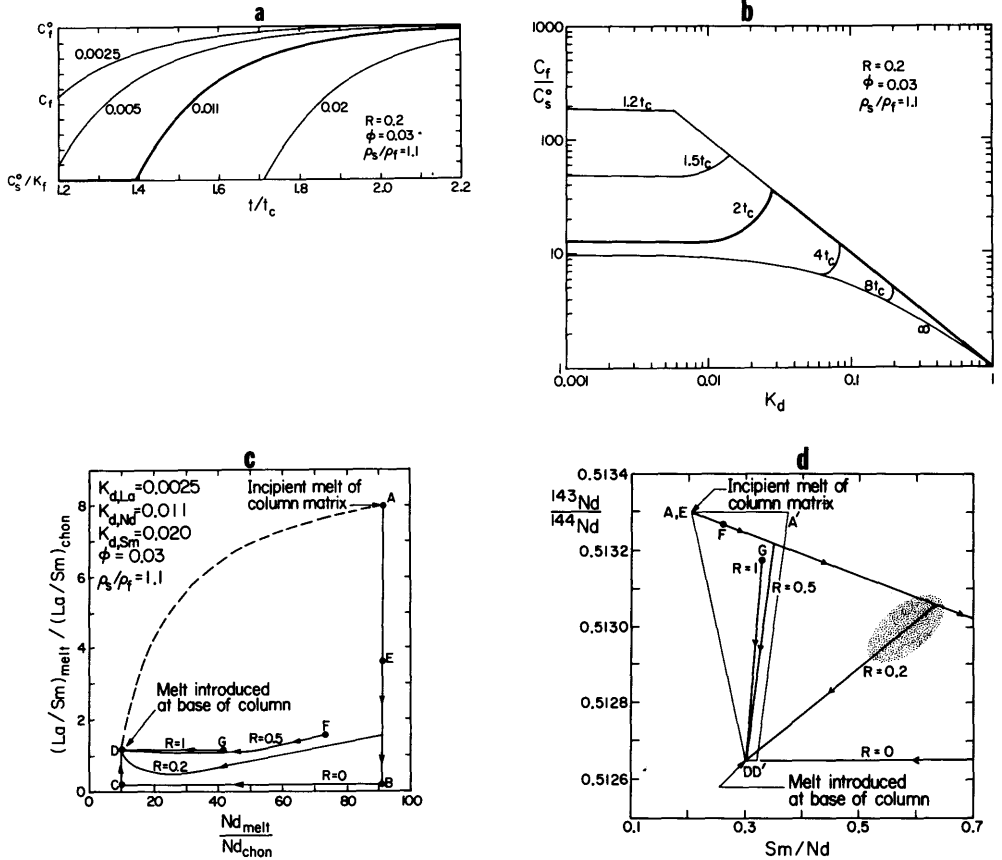 a
C°f
Cf
C°s/Kf
0.0025
0.005
0.011
0.02
R=0.2
ϕ=0.03
ρs/ρf=1.1
1.2 1.4 1.6 1.8 2.0 2.2
t/tc
b
1000
100
10
1
Cf
C°s
R=0.2
ϕ=0.03
ρs/ρf=1.1
1.2tc
1.5tc
2tc
4tc
8tc
∞
0.001 0.01 0.1 1
Kd
c
(La/Sm)melt / (La/Sm)chon
8
6
4
2
0
Kd,La=0.0025
Kd,Nd=0.011
Kd,Sm=0.020
ϕ=0.03
ρs/ρf=1.1
Incipient melt of
column matrix
A
E
Melt introduced
at base of column
F
D
R=1
G
R=0.5
R=0.2
R=0
C
B
0 20 40 60 80 100
Ndmelt
Ndchon
d
143Nd
144Nd
0.5134
0.5132
0.5130
0.5128
0.5126
Incipient melt of
column matrix
A,E
A'
F
G
R=1
R=0.5
R=0.2
R=0
DD'
Melt introduced
at base of column
0.1 0.3 0.5 0.7
Sm/Nd